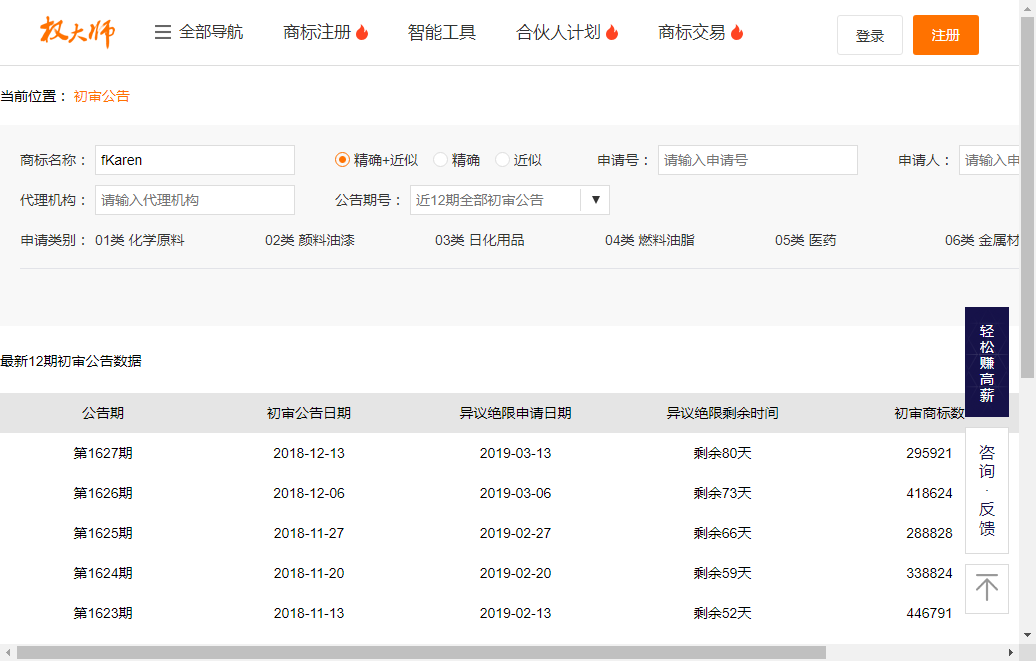 权大师 全部导航 商标注册 智能工具 合伙人计划 商标交易 登录 注册
当前位置： 初审公告
商标名称： fKaren 精确+近似 精确 近似 申请号： 请输入申请号 申请人： 请输入申
代理机构： 请输入代理机构 公告期号： 近12期全部初审公告
申请类别： 01类 化学原料 02类 颜料油漆 03类 日化用品 04类 燃料油脂 05类 医药 06类 金属材
轻松赚高薪
最新12期初审公告数据
公告期 初审公告日期 异议绝限申请日期 异议绝限剩余时间 初审商标数
第1627期 2018-12-13 2019-03-13 剩余80天 295921
第1626期 2018-12-06 2019-03-06 剩余73天 418624
第1625期 2018-11-27 2019-02-27 剩余66天 288828
第1624期 2018-11-20 2019-02-20 剩余59天 338824
第1623期 2018-11-13 2019-02-13 剩余52天 446791
咨询·反馈